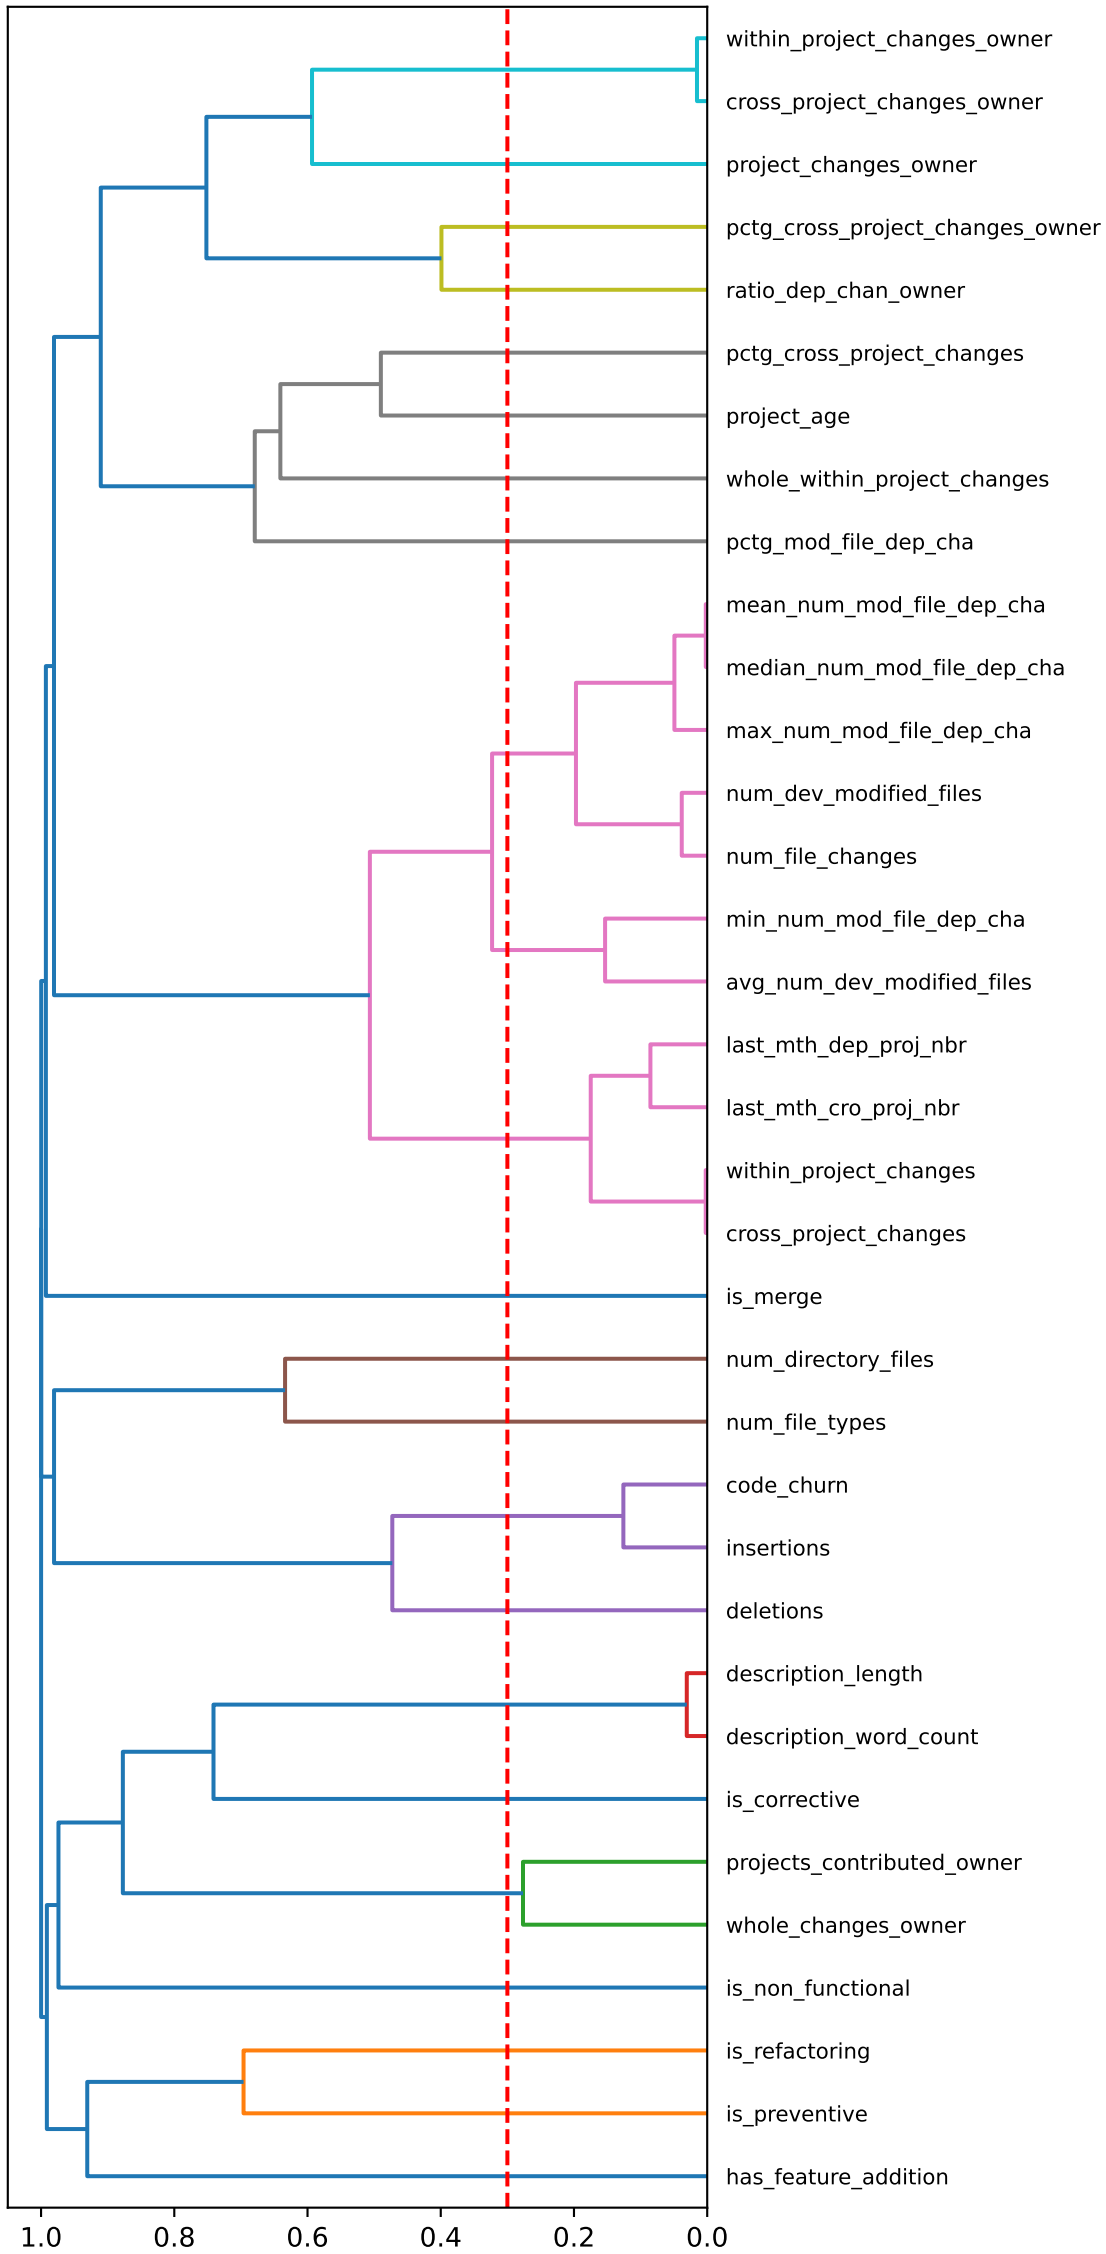 within_project_changes_owner
cross_project_changes_owner
project_changes_owner
pctg_cross_project_changes_owner
ratio_dep_chan_owner
pctg_cross_project_changes
project_age
whole_within_project_changes
pctg_mod_file_dep_cha
mean_num_mod_file_dep_cha
median_num_mod_file_dep_cha
max_num_mod_file_dep_cha
num_dev_modified_files
num_file_changes
min_num_mod_file_dep_cha
avg_num_dev_modified_files
last_mth_dep_proj_nbr
last_mth_cro_proj_nbr
within_project_changes
cross_project_changes
is_merge
num_directory_files
num_file_types
code_churn
insertions
deletions
description_length
description_word_count
is_corrective
projects_contributed_owner
whole_changes_owner
is_non_functional
is_refactoring
is_preventive
has_feature_addition
1.0 0.8 0.6 0.4 0.2 0.0